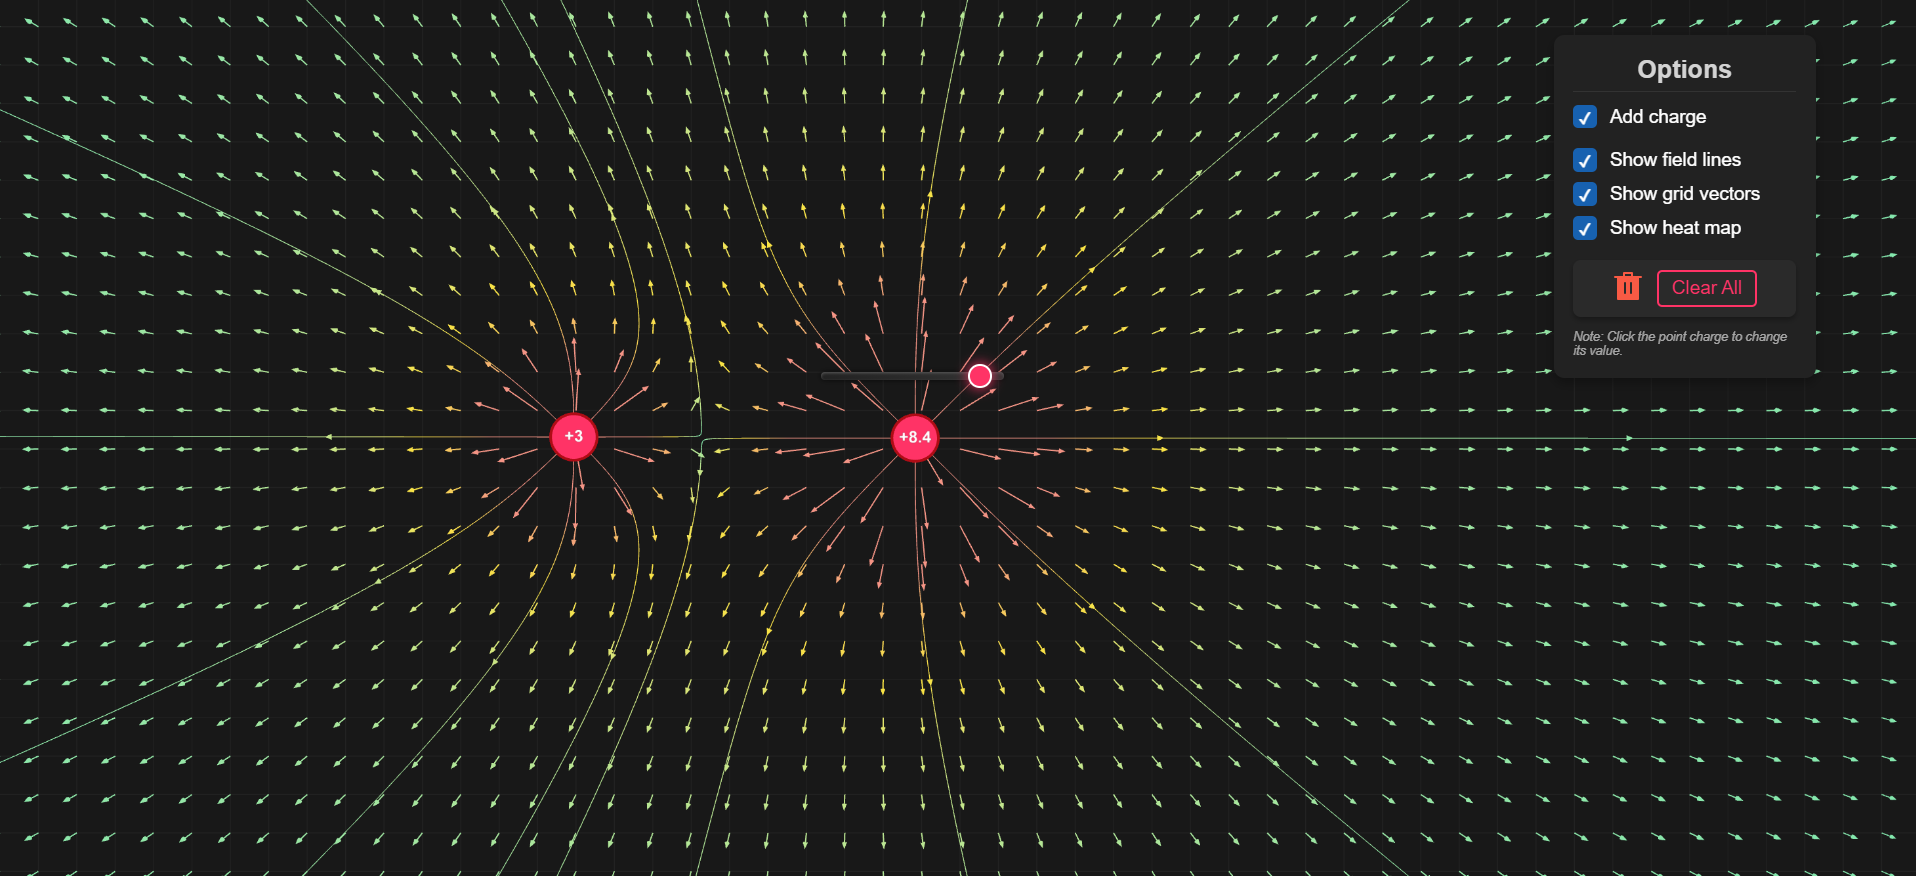 Options
Add charge
Show field lines
Show grid vectors
Show heat map
Clear All
Note: Click the point charge to change
its value.
+3
+8.4